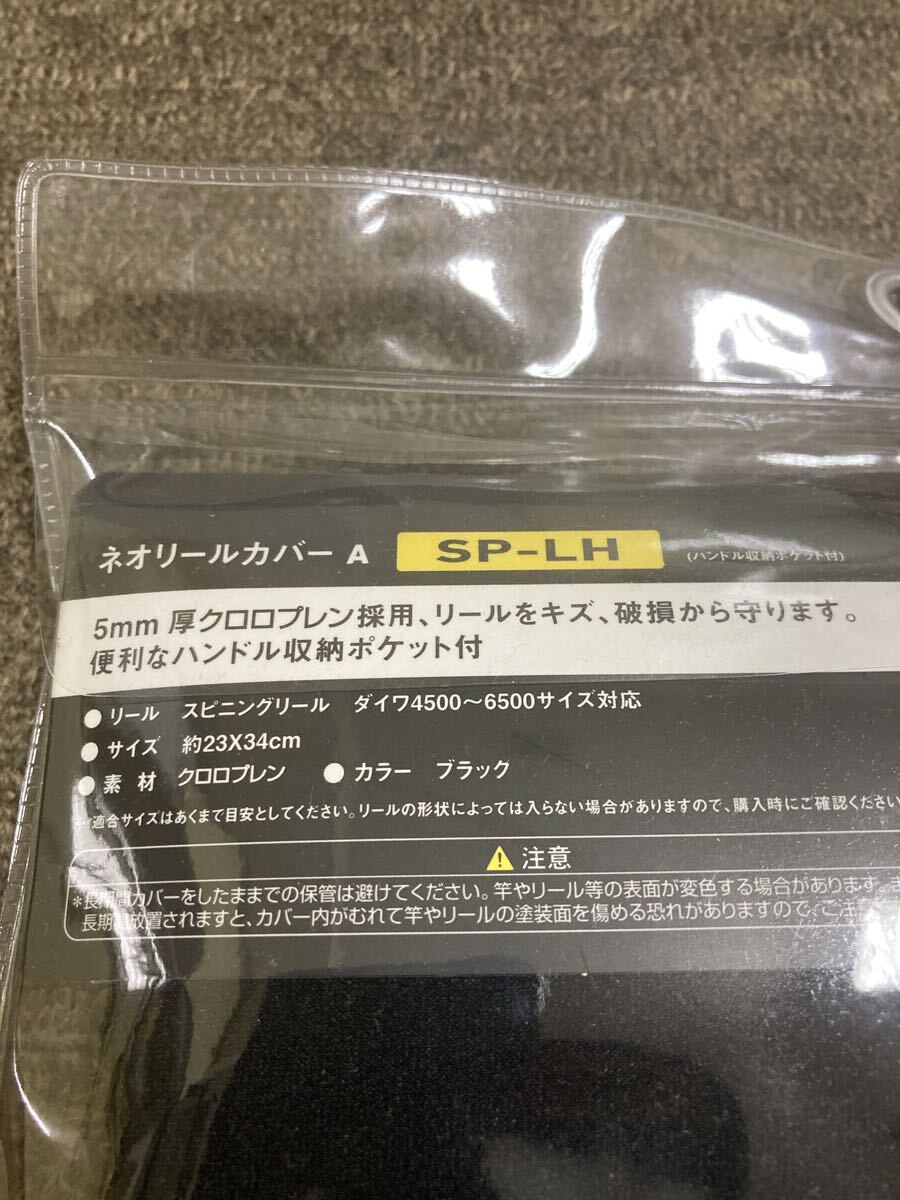 ネオリールカバー A SP-LH (ハンドル収納ポケット付)
5mm 厚クロロプレン採用、リールをキズ、破損から守ります。
便利なハンドル収納ポケット付
● リール スピニングリール ダイワ4500〜6500サイズ対応
● サイズ 約23X34cm
● 素 材 クロロプレン ● カラー ブラック
※ 適合サイズはあくまで目安としてください。リールの形状によっては入らない場合がありますので、購入時にご確認ください
注意
*長期間カバーをしたままでの保管は避けてください。竿やリール等の表面が変色する場合があります。ま
長期間放置されますと、カバー内がむれて竿やリールの塗装面を傷める恐れがありますので、ご注意